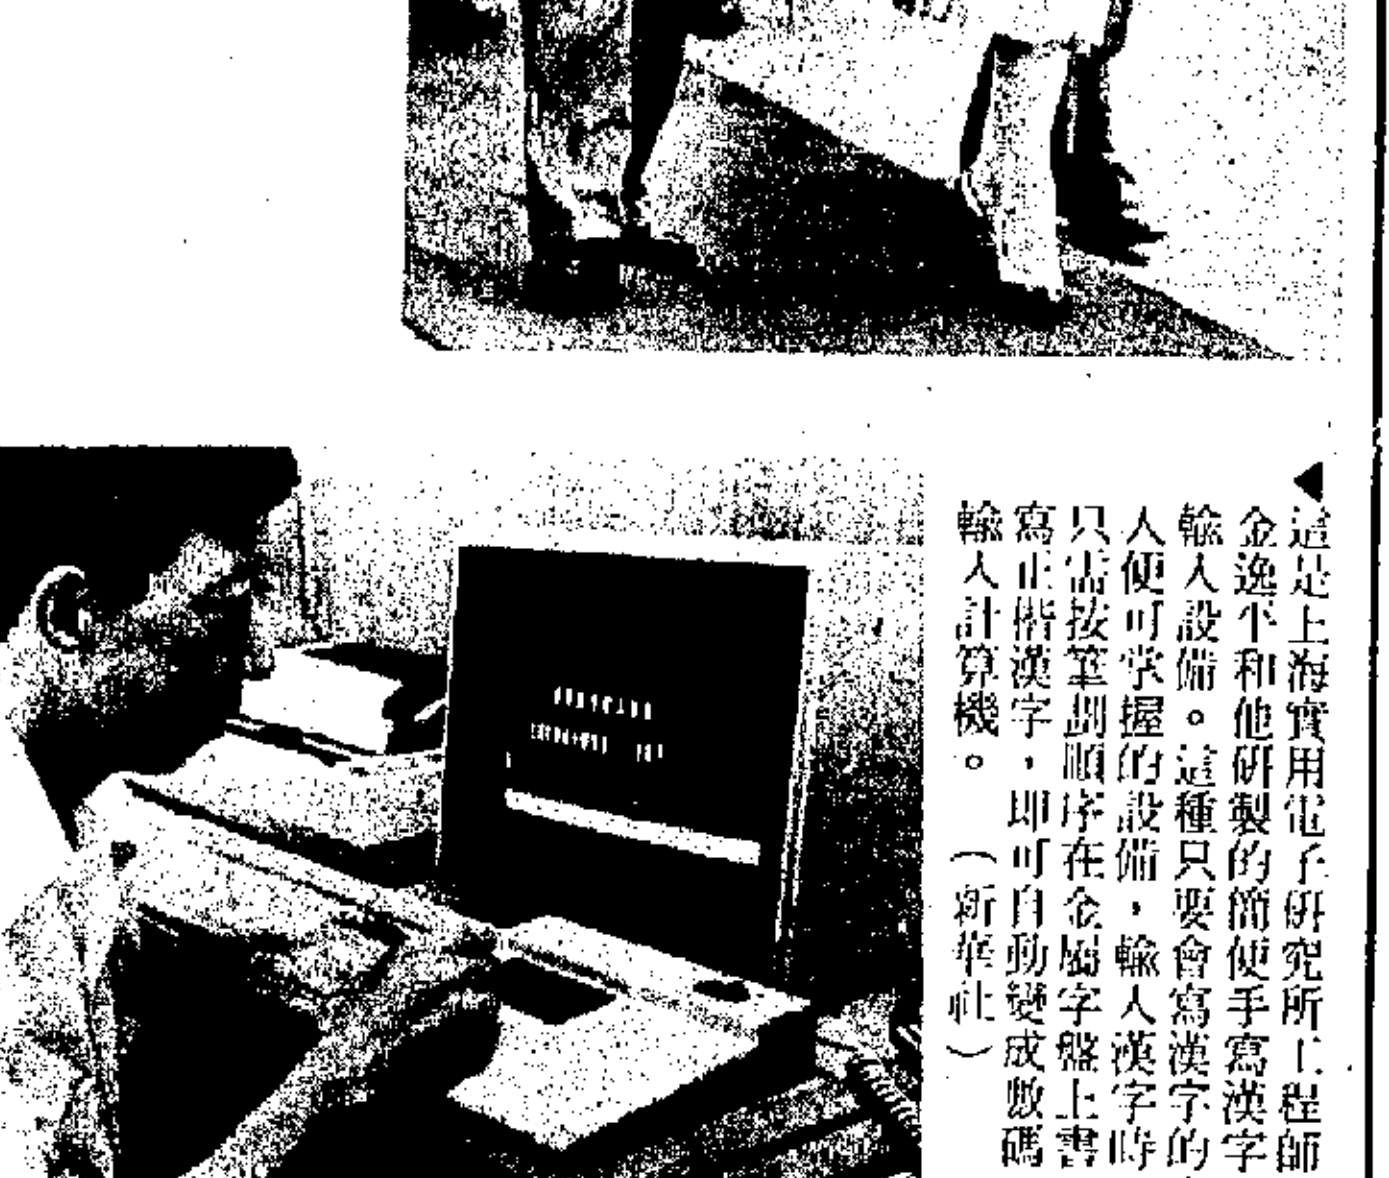 ◀這是上海實用電子研究所工程師
金逸平和他研製的簡便手寫漢字
輸入設備。這種只要會寫漢字的
人便可掌握的設備，輸入漢字時
只需按筆劃順序在金屬字盤上書
寫正楷漢字，即可自動變成數碼
輸入計算機。　（新華社）